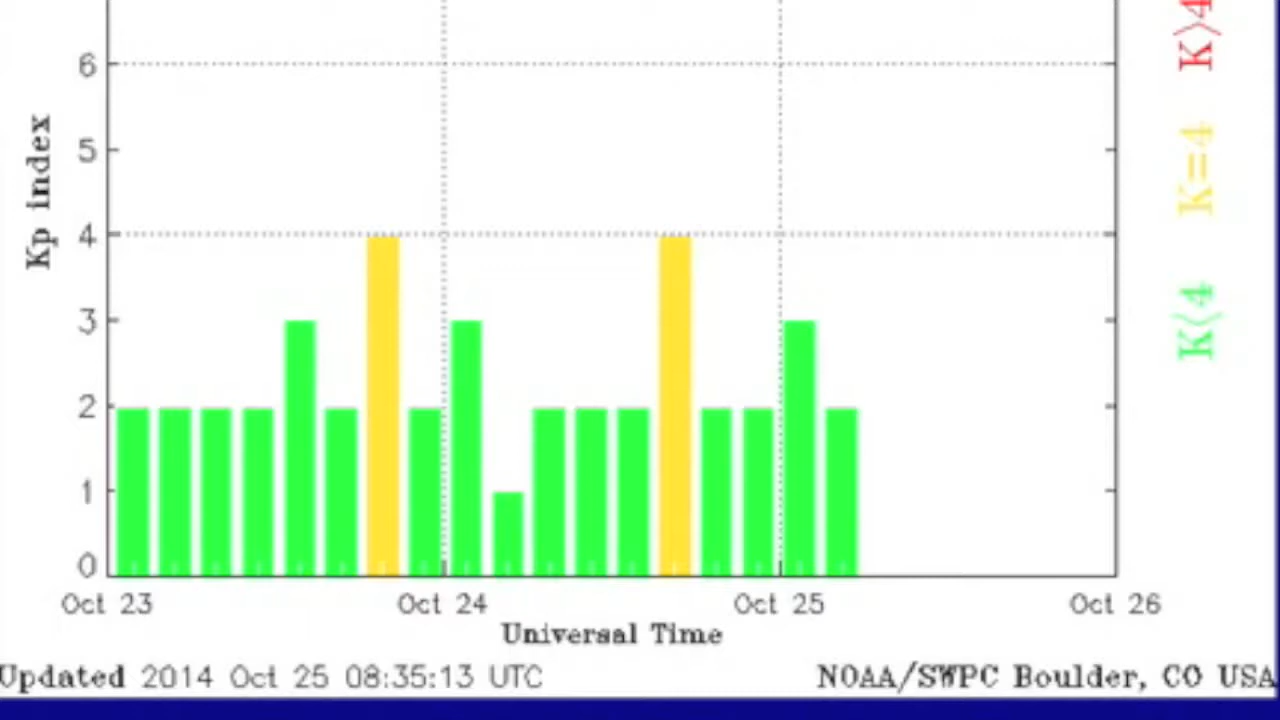 6
5
4
3
2
1
0
Kp index
K>4
K=4
K<4
Oct 23 Oct 24 Oct 25 Oct 26
Universal Time
Updated 2014 Oct 25 08:35:13 UTC NOAA/SWPC Boulder, CO USA